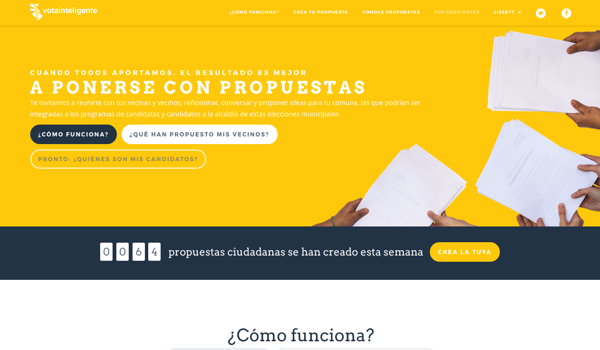 votainteligente
¿CÓMO FUNCIONA? CREA TU PROPUESTA CONOCE PROPUESTAS TUS CANDIDATOS LISETT
CUANDO TODOS APORTAMOS, EL RESULTADO ES MEJOR
A PONERSE CON PROPUESTAS
Te invitamos a reunirte con tus vecinas y vecinos, reflexionar, conversar y proponer ideas para tu comuna, las que podrían ser
integradas a los programas de candidatas y candidatos a la alcaldía de estas elecciones municipales.
¿CÓMO FUNCIONA? ¿QUÉ HAN PROPUESTO MIS VECINOS?
PRONTO: ¿QUIÉNES SON MIS CANDIDATOS?
0 0 6 4 propuestas ciudadanas se han creado esta semana CREA LA TUYA
¿Cómo funciona?